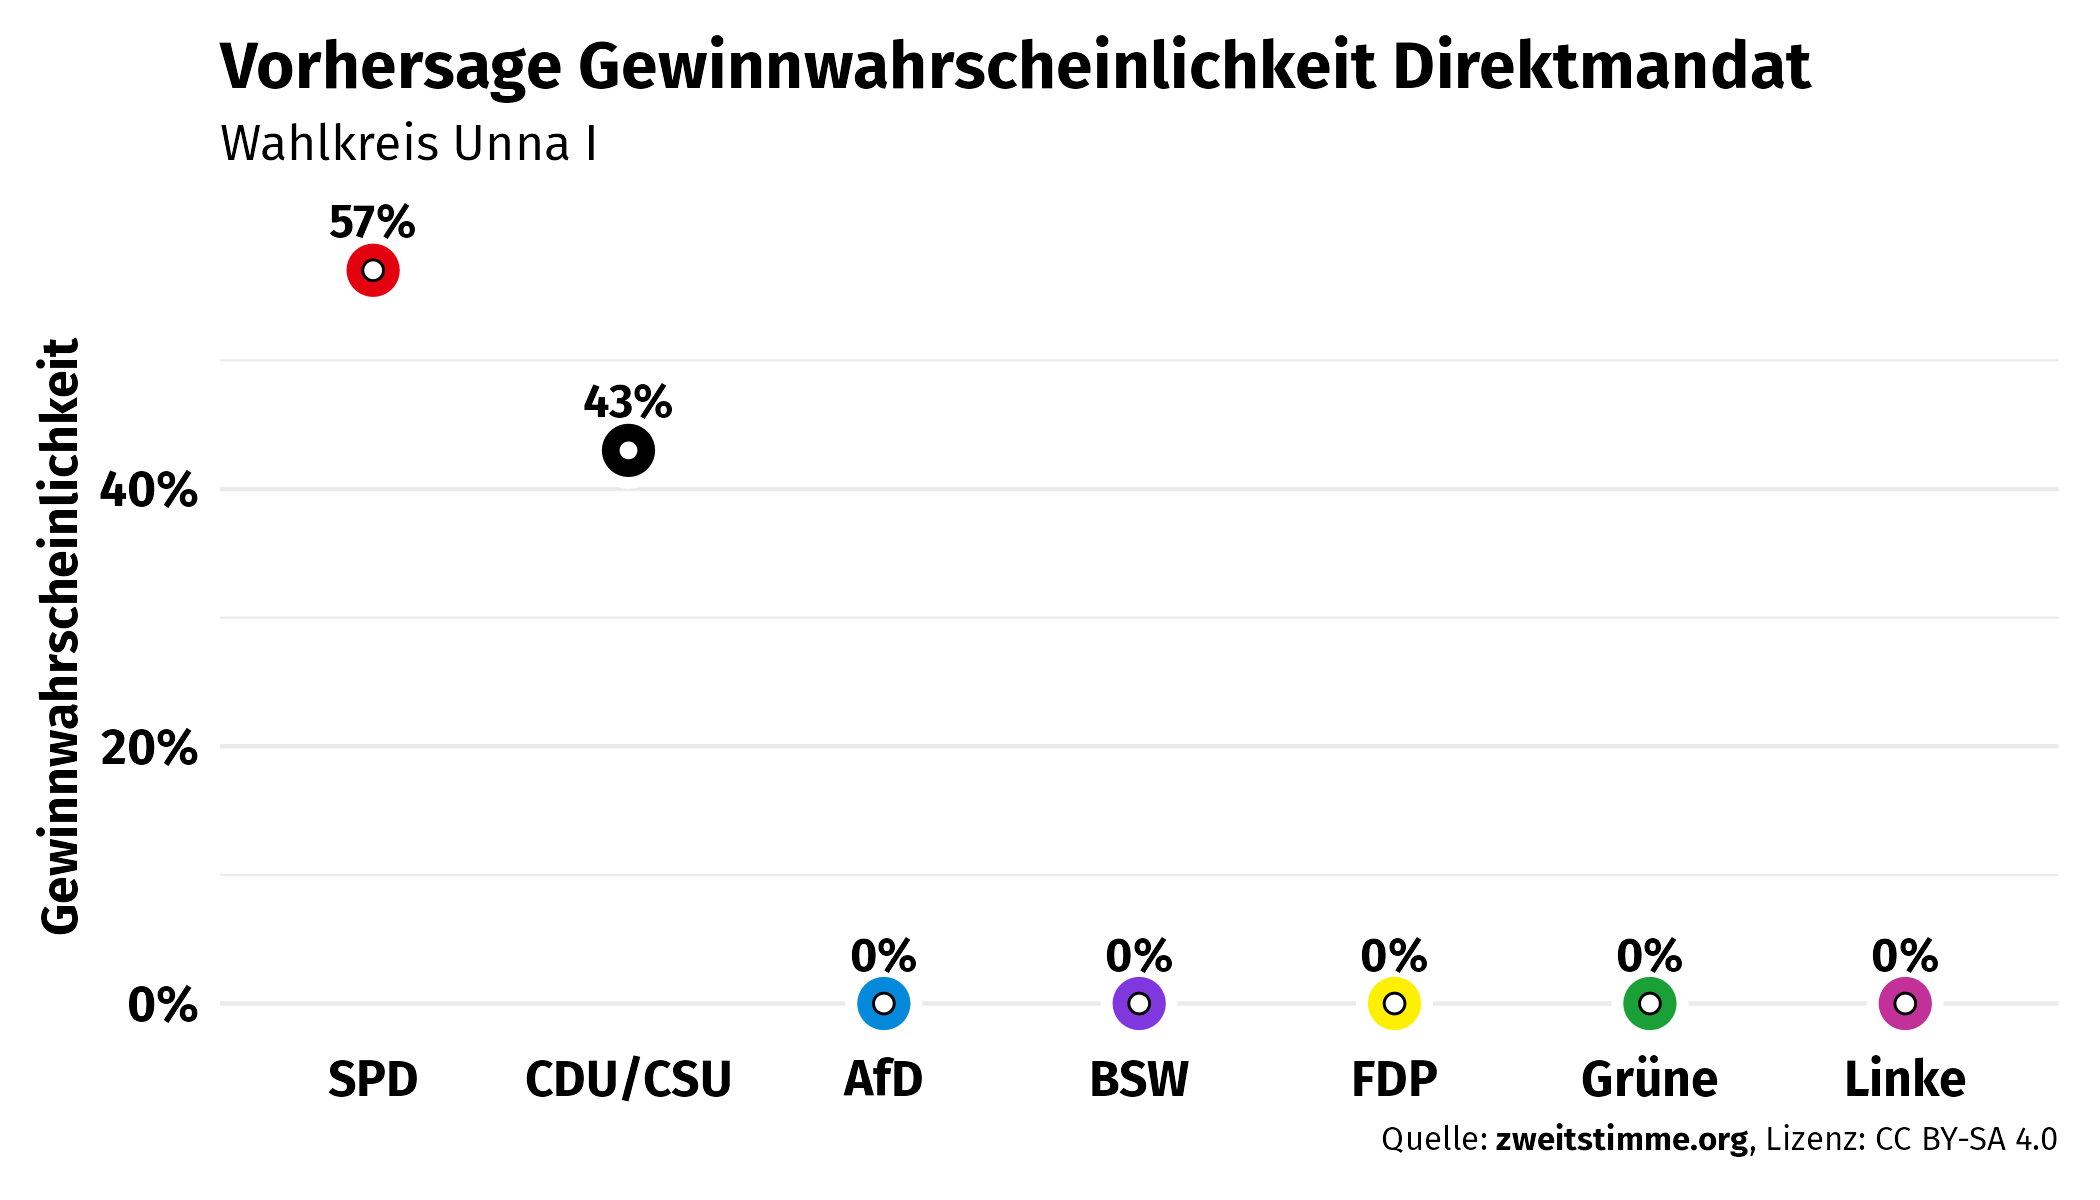 Vorhersage Gewinnwahrscheinlichkeit Direktmandat
Wahlkreis Unna I
57%
43%
Gewinnwahrscheinlichkeit
40%
20%
0%
0% 0% 0% 0% 0%
SPD CDU/CSU AfD BSW FDP Grüne Linke
Quelle: zweitstimme.org, Lizenz: CC BY-SA 4.0